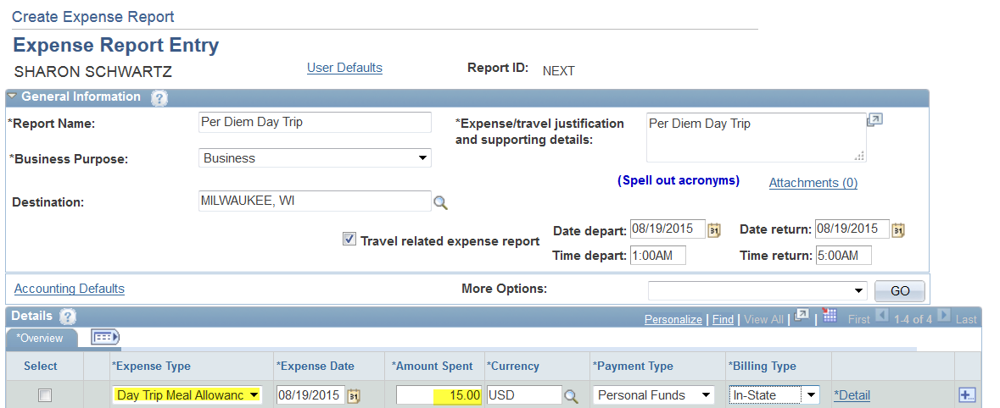 Create Expense Report
Expense Report Entry
SHARON SCHWARTZ User Defaults Report ID: NEXT
General Information ?
*Report Name: Per Diem Day Trip *Expense/travel justification and supporting details: Per Diem Day Trip
*Business Purpose: Business
(Spell out acronyms) Attachments (0)
Destination: MILWAUKEE, WI
Travel related expense report Date depart: 08/19/2015 31 Date return: 08/19/2015 31
Time depart: 1:00AM Time return: 5:00AM
Accounting Defaults More Options: GO
Details ? Personalize | Find | View All | | First 1-4 of 4 Last
*Overview
Select *Expense Type *Expense Date *Amount Spent *Currency *Payment Type *Billing Type
Day Trip Meal Allowanc 08/19/2015 31 15.00 USD Personal Funds In-State *Detail